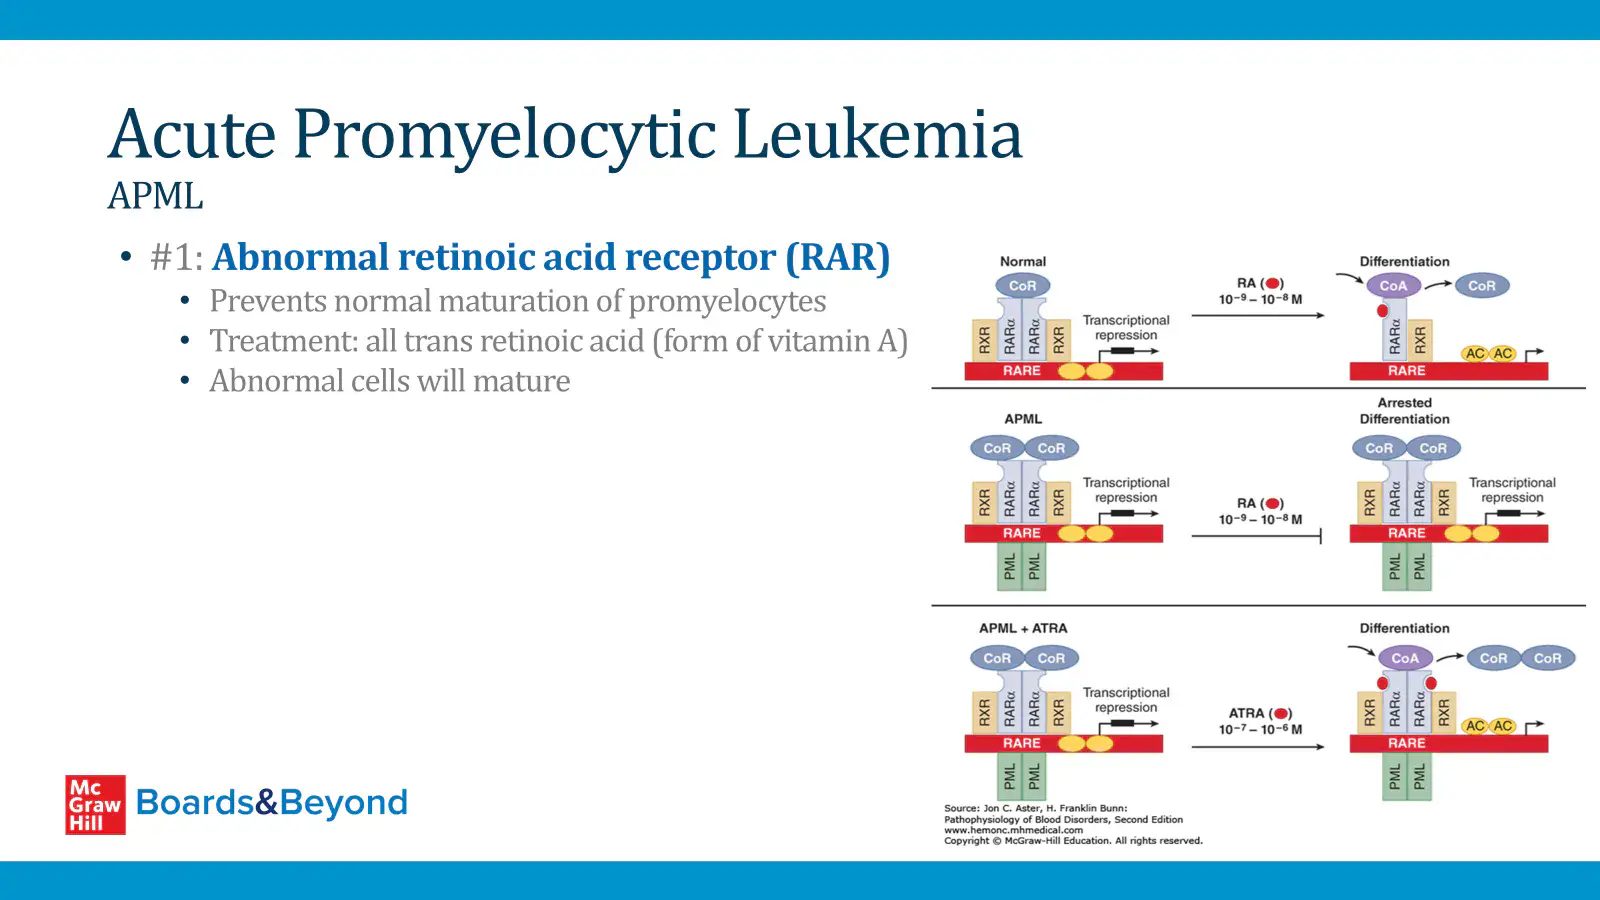 Acute Promyelocytic Leukemia
APML
• #1: Abnormal retinoic acid receptor (RAR)
• Prevents normal maturation of promyelocytes
• Treatment: all trans retinoic acid (form of vitamin A)
• Abnormal cells will mature
Normal
CoR
RXR
RARα
RARα
RXR
Transcriptional
repression
RARE
RA ( )
10⁻⁹ – 10⁻⁸ M
Differentiation
CoA
CoR
RARα
RXR
AC AC
RARE
APML
CoR CoR
RXR
RARα
RARα
RXR
Transcriptional
repression
RARE
PML
PML
RA ( )
10⁻⁹ – 10⁻⁸ M
Arrested
Differentiation
CoR CoR
RXR
RARα
RARα
RXR
Transcriptional
repression
RARE
PML
PML
APML + ATRA
CoR CoR
RXR
RARα
RARα
RXR
Transcriptional
repression
RARE
PML
PML
ATRA ( )
10⁻⁷ – 10⁻⁶ M
Differentiation
CoA
CoR CoR
RXR
RARα
RARα
RXR
AC AC
RARE
PML
PML
Source: Jon C. Aster, H. Franklin Bunn:
Pathophysiology of Blood Disorders, Second Edition
www.hemonc.mhmedical.com
Copyright © McGraw-Hill Education. All rights reserved.
Mc
Graw
Hill
Boards&Beyond